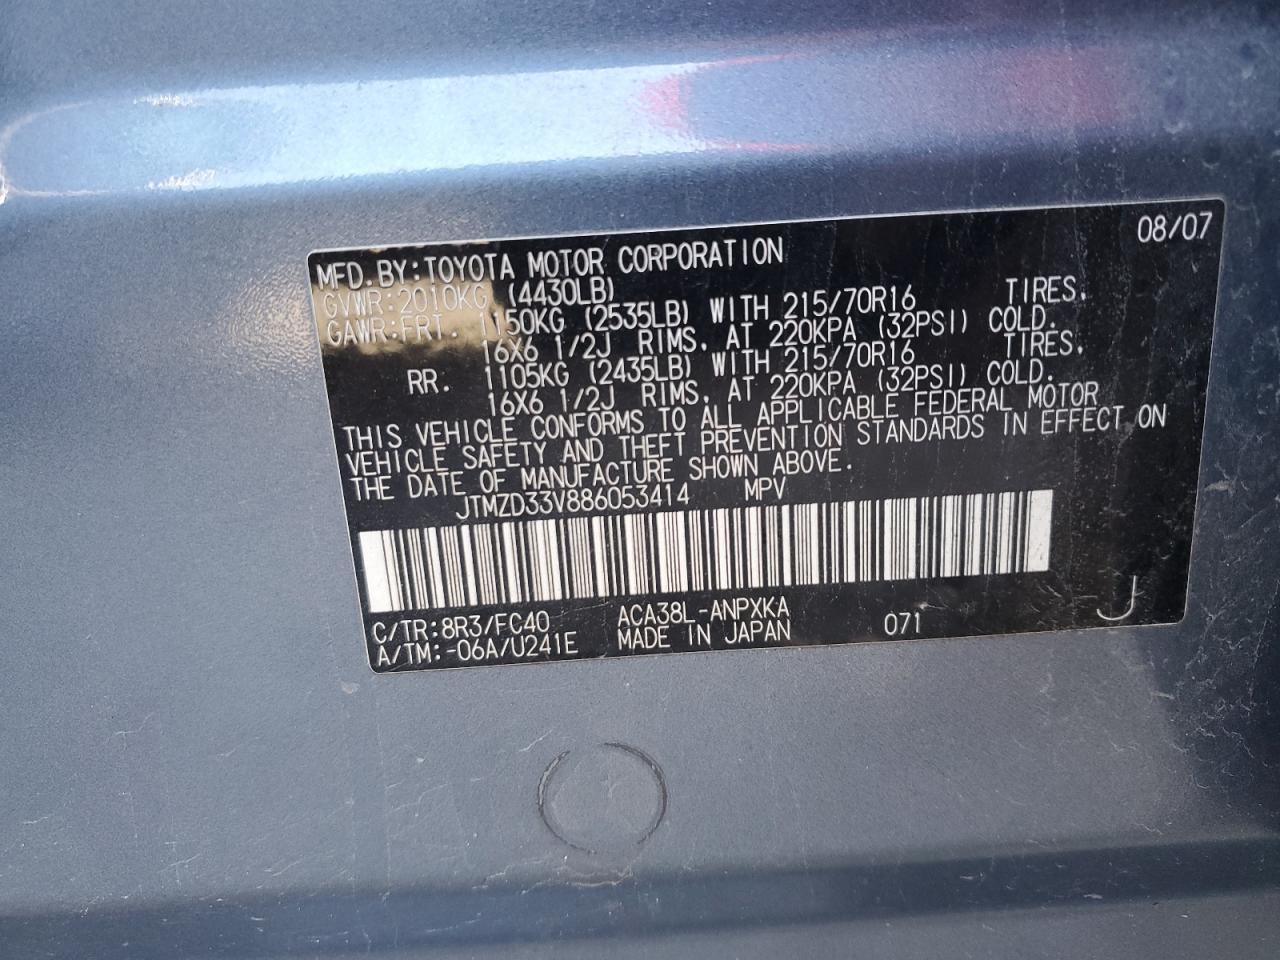 08/07
MFD. BY:TOYOTA MOTOR CORPORATION
GVWR:2010KG (4430LB)
GAWR:FRT. 1150KG (2535LB) WITH 215/70R16 TIRES,
16X6 1/2J RIMS, AT 220KPA (32PSI) COLD.
RR. 1105KG (2435LB) WITH 215/70R16 TIRES,
16X6 1/2J RIMS, AT 220KPA (32PSI) COLD.
THIS VEHICLE CONFORMS TO ALL APPLICABLE FEDERAL MOTOR
VEHICLE SAFETY AND THEFT PREVENTION STANDARDS IN EFFECT ON
THE DATE OF MANUFACTURE SHOWN ABOVE.
JTMZD33V886053414 MPV
C/TR:8R3/FC40 ACA38L-ANPXKA
A/TM:-06A/U241E MADE IN JAPAN 071 J